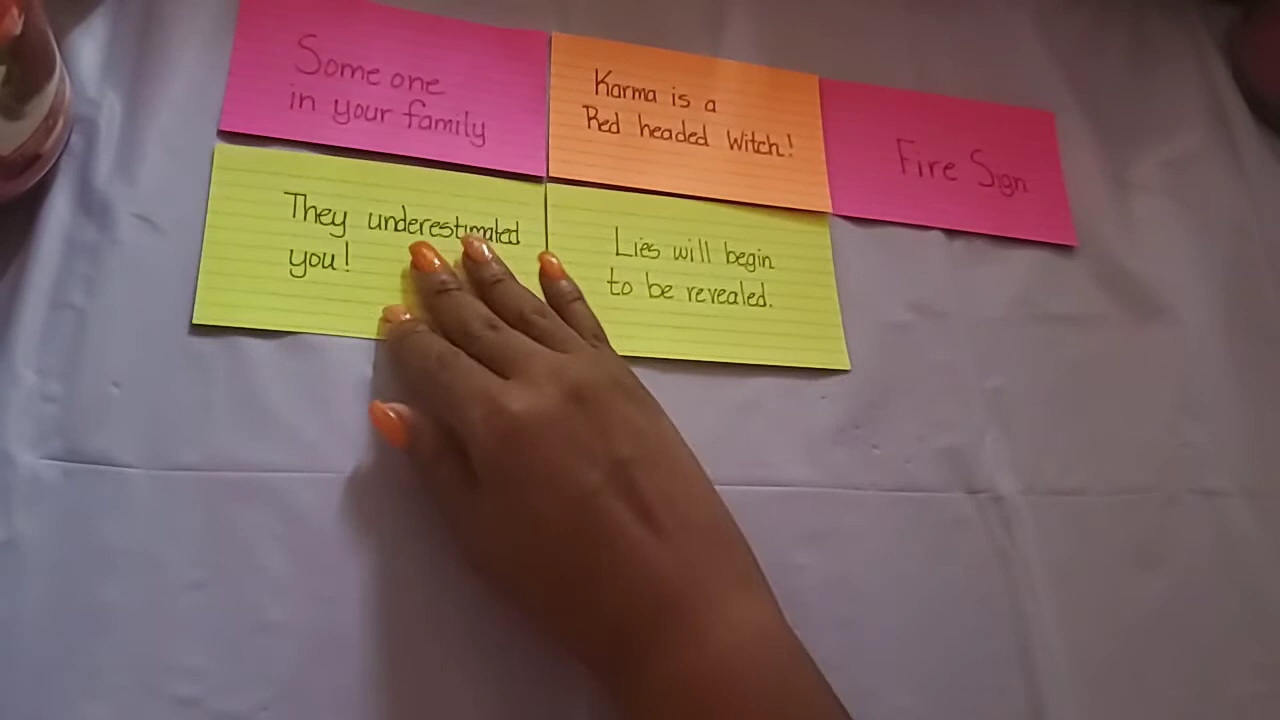 Some one
in your family
Karma is a
Red headed Witch!
Fire Sign
They underestimated
you!
Lies will begin
to be revealed.